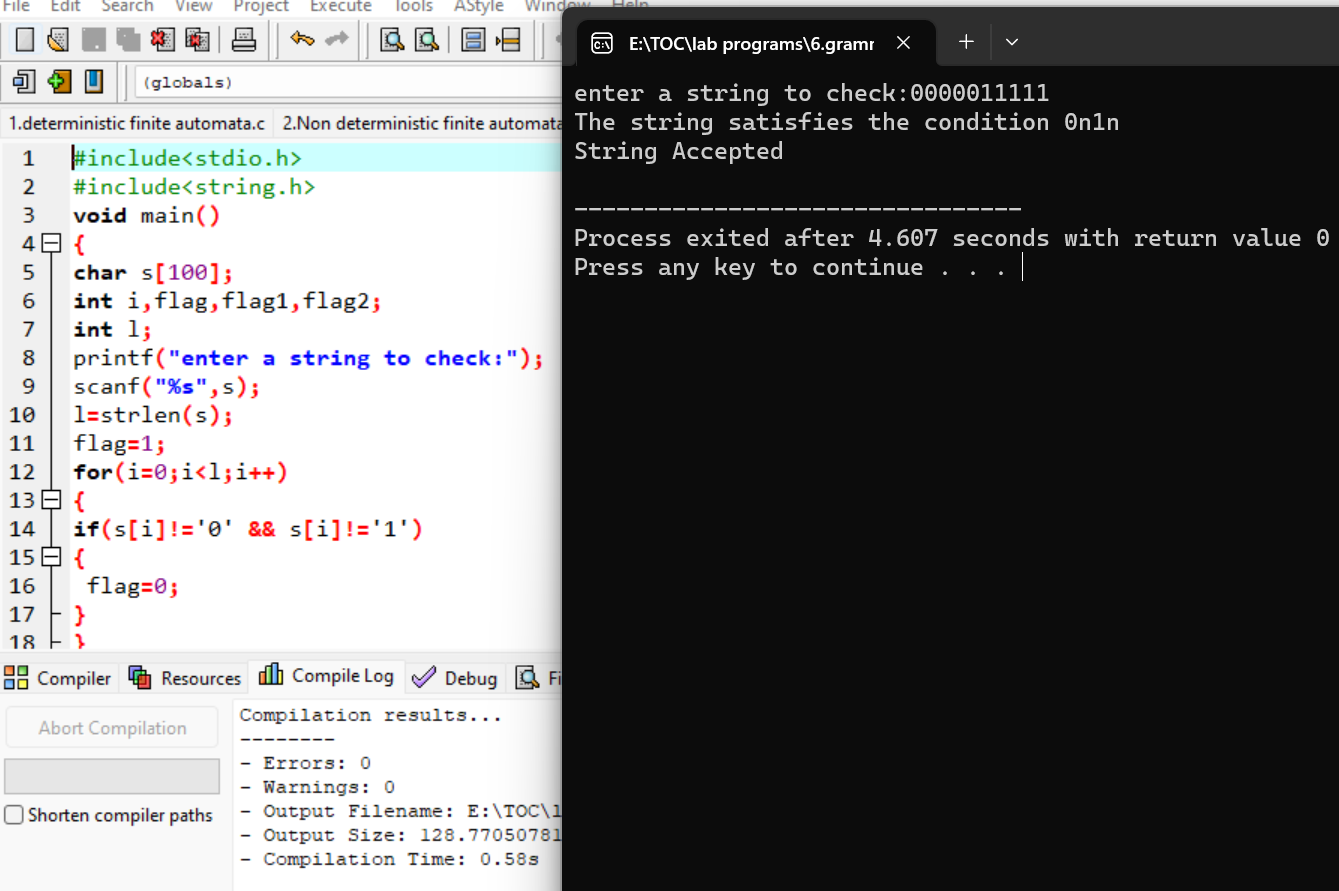 File Edit Search View Project Execute Tools AStyle Window Help
(globals)
1.deterministic finite automata.c 2.Non deterministic finite automata
1 #include<stdio.h>
2 #include<string.h>
3 void main()
4 {
5 char s[100];
6 int i,flag,flag1,flag2;
7 int l;
8 printf("enter a string to check:");
9 scanf("%s",s);
10 l=strlen(s);
11 flag=1;
12 for(i=0;i<l;i++)
13 {
14 if(s[i]!='0' && s[i]!='1')
15 {
16 flag=0;
17 }
18 }
Compiler Resources Compile Log Debug Fi
Abort Compilation
Shorten compiler paths
Compilation results...
--------
- Errors: 0
- Warnings: 0
- Output Filename: E:\TOC\l
- Output Size: 128.77050781
- Compilation Time: 0.58s
E:\TOC\lab programs\6.gramr
enter a string to check:0000011111
The string satisfies the condition 0n1n
String Accepted
--------------------------------
Process exited after 4.607 seconds with return value 0
Press any key to continue . . .